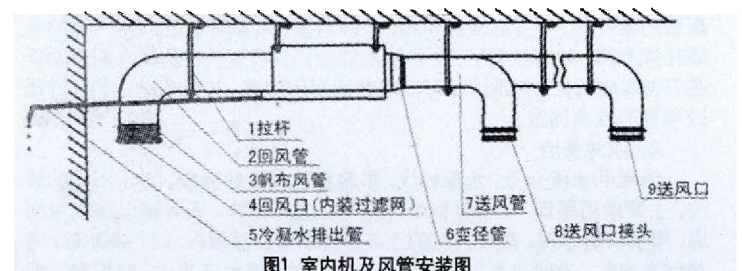 1拉杆
2回风管
3帆布风管
4回风口(内装过滤网)
5冷凝水排出管
6变径管
7送风管
8送风口接头
9送风口
图1 室内机及风管安装图